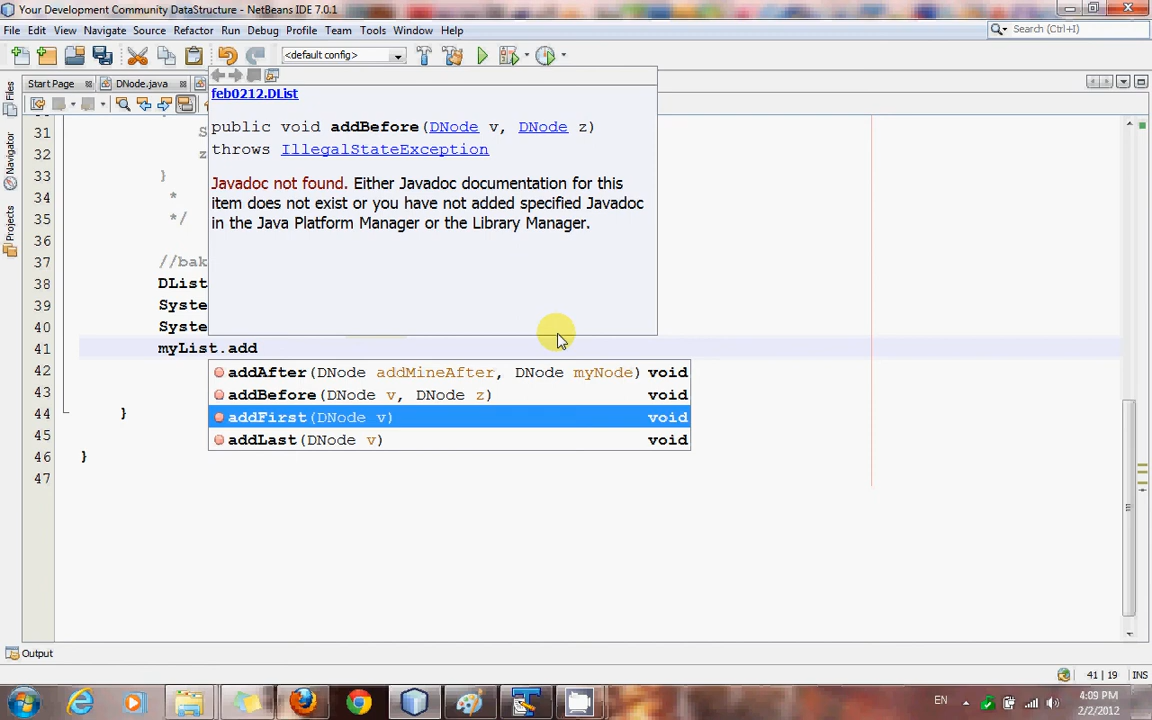 Your Development Community DataStructure - NetBeans IDE 7.0.1
File Edit View Navigate Source Refactor Run Debug Profile Team Tools Window Help
Search (Ctrl+I)
<default config>
Start Page DNode.java
Files
Navigator
Projects
feb0212.DList
public void addBefore(DNode v, DNode z)
throws IllegalStateException
Javadoc not found. Either Javadoc documentation for this
item does not exist or you have not added specified Javadoc
in the Java Platform Manager or the Library Manager.
31 S
32 z
33 }
34 *
35 */
36
37 //bak
38 DList
39 Syste
40 Syste
41 myList.add
42
43
44 }
45
46 }
47
addAfter(DNode addMineAfter, DNode myNode) void
addBefore(DNode v, DNode z) void
addFirst(DNode v) void
addLast(DNode v) void
Output
41 | 19 INS
EN
4:09 PM
2/2/2012